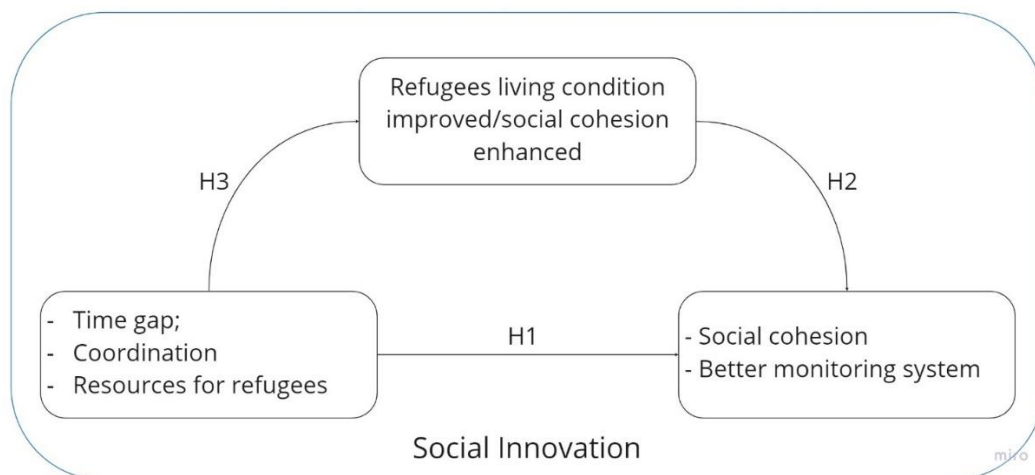 Refugees living condition
improved/social cohesion
enhanced
H3
H2
- Time gap;
- Coordination
- Resources for refugees
H1
- Social cohesion
- Better monitoring system
Social Innovation
miro